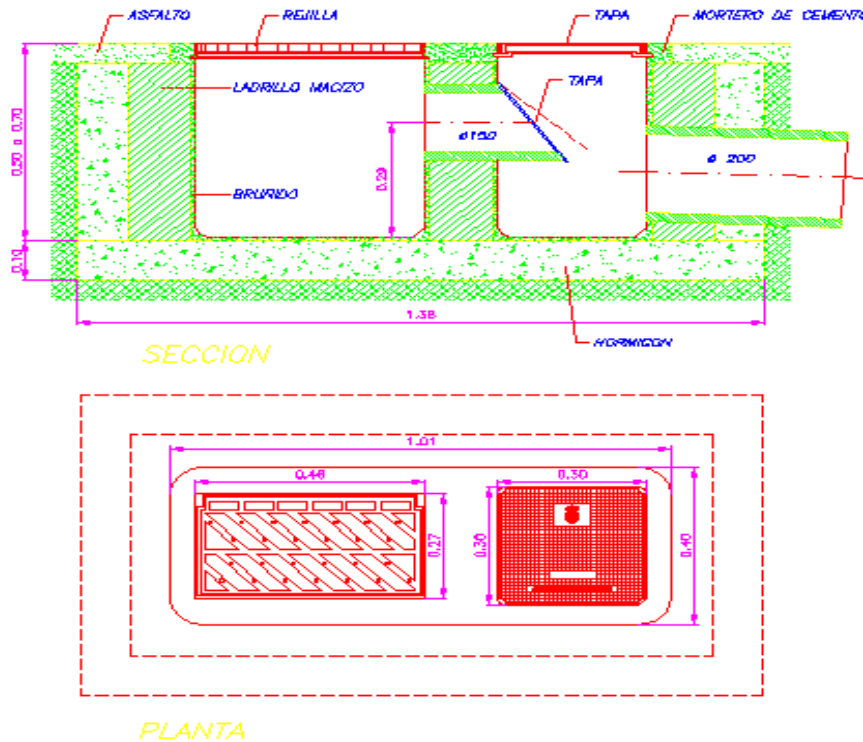 ASFALTO
REJILLA
TAPA
MORTERO DE CEMENTO
LADRILLO MACIZO
TAPA
ø150
ø 200
0.50 a 0.70
0.29
BRUÑIDO
0.10
1.38
HORMIGON
SECCION
1.01
0.46
0.30
0.27
0.30
0.40
PLANTA